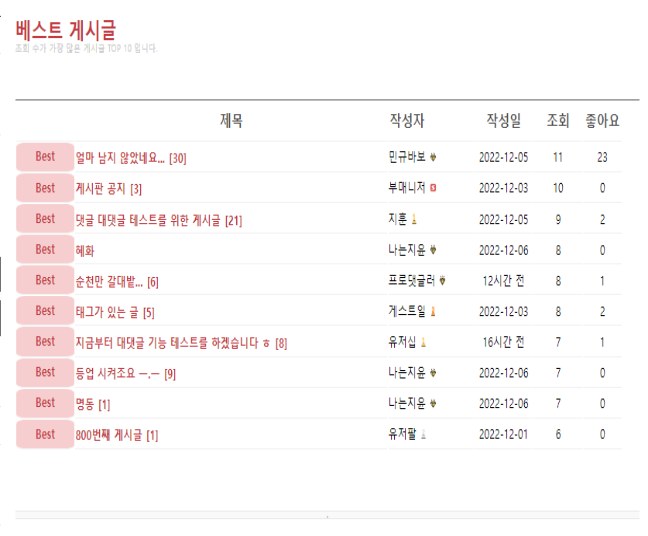 베스트 게시글
조회 수가 가장 많은 게시글 TOP 10 입니다.
제목 작성자 작성일 조회 좋아요
Best 얼마 남지 않았네요... [30] 민규바보 2022-12-05 11 23
Best 게시판 공지 [3] 부매니저 2022-12-03 10 0
Best 댓글 대댓글 테스트를 위한 게시글 [21] 지훈 2022-12-05 9 2
Best 혜화 나는지윤 2022-12-06 8 0
Best 순천만 갈대밭... [6] 프로댓글러 12시간 전 8 1
Best 태그가 있는 글 [5] 게스트일 2022-12-03 8 2
Best 지금부터 대댓글 기능 테스트를 하겠습니다 ㅎ [8] 유저십 16시간 전 7 1
Best 등업 시켜조요 ㅡ.ㅡ [9] 나는지윤 2022-12-06 7 0
Best 명동 [1] 나는지윤 2022-12-06 7 0
Best 800번째 게시글 [1] 유저팔 2022-12-01 6 0